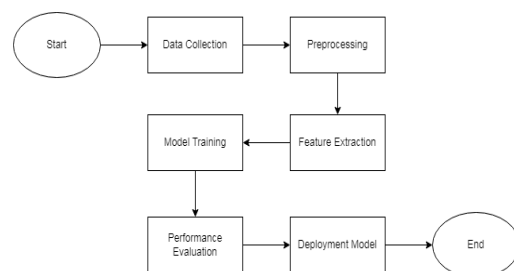 Start
Data Collection
Preprocessing
Feature Extraction
Model Training
Performance
Evaluation
Deployment Model
End